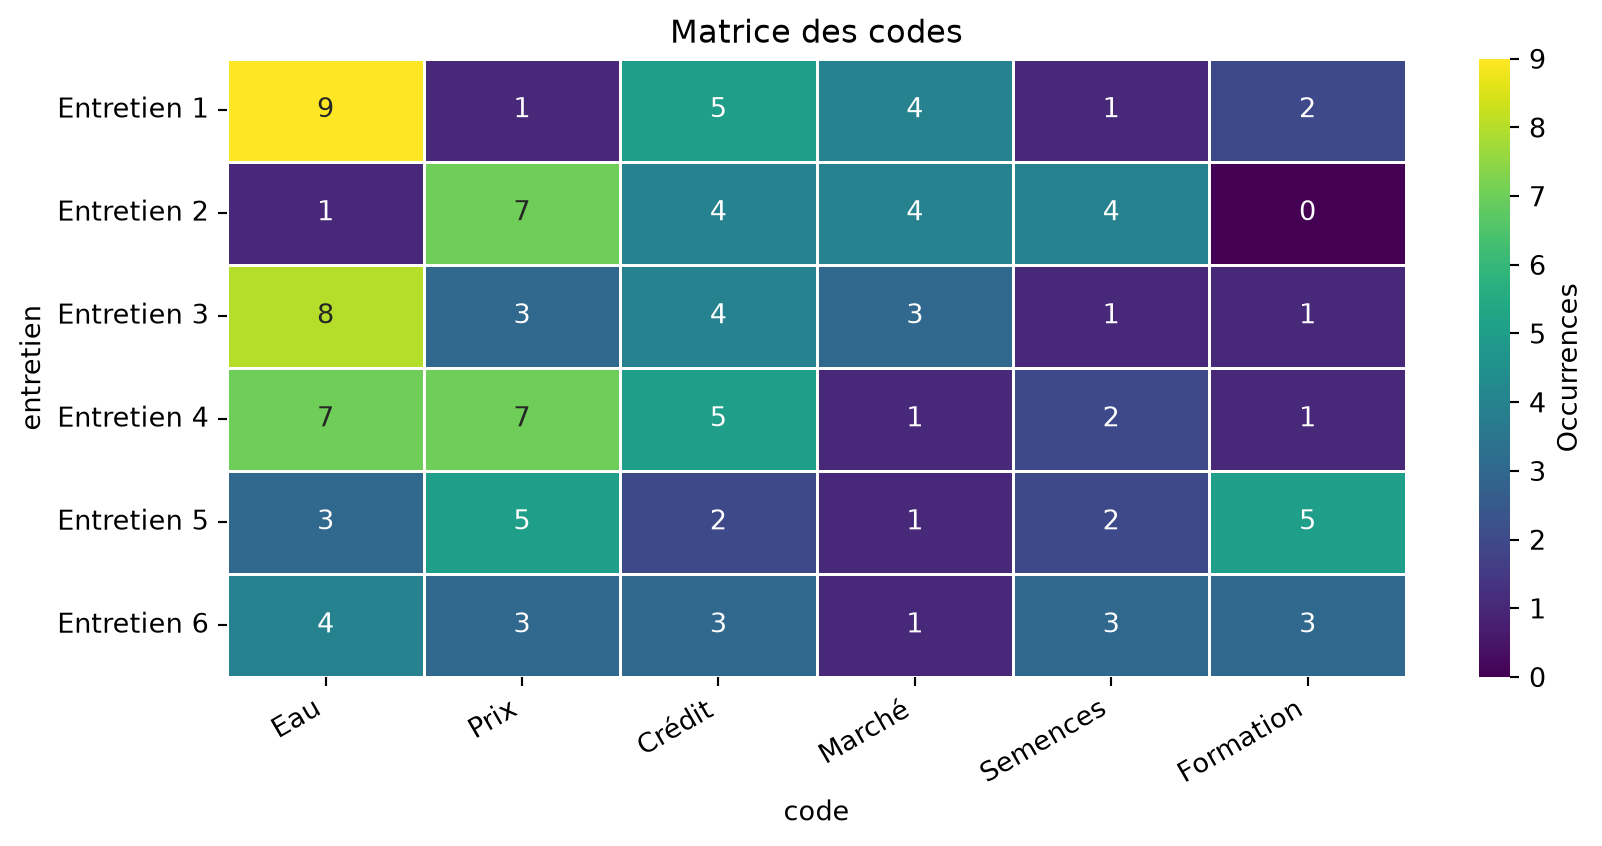 Matrice des codes
Entretien 1 9 1 5 4 1 2
Entretien 2 1 7 4 4 4 0
Entretien 3 8 3 4 3 1 1
Entretien 4 7 7 5 1 2 1
Entretien 5 3 5 2 1 2 5
Entretien 6 4 3 3 1 3 3
entretien
Eau Prix Crédit Marché Semences Formation
code
9
8
7
6
5
4
3
2
1
0
Occurrences